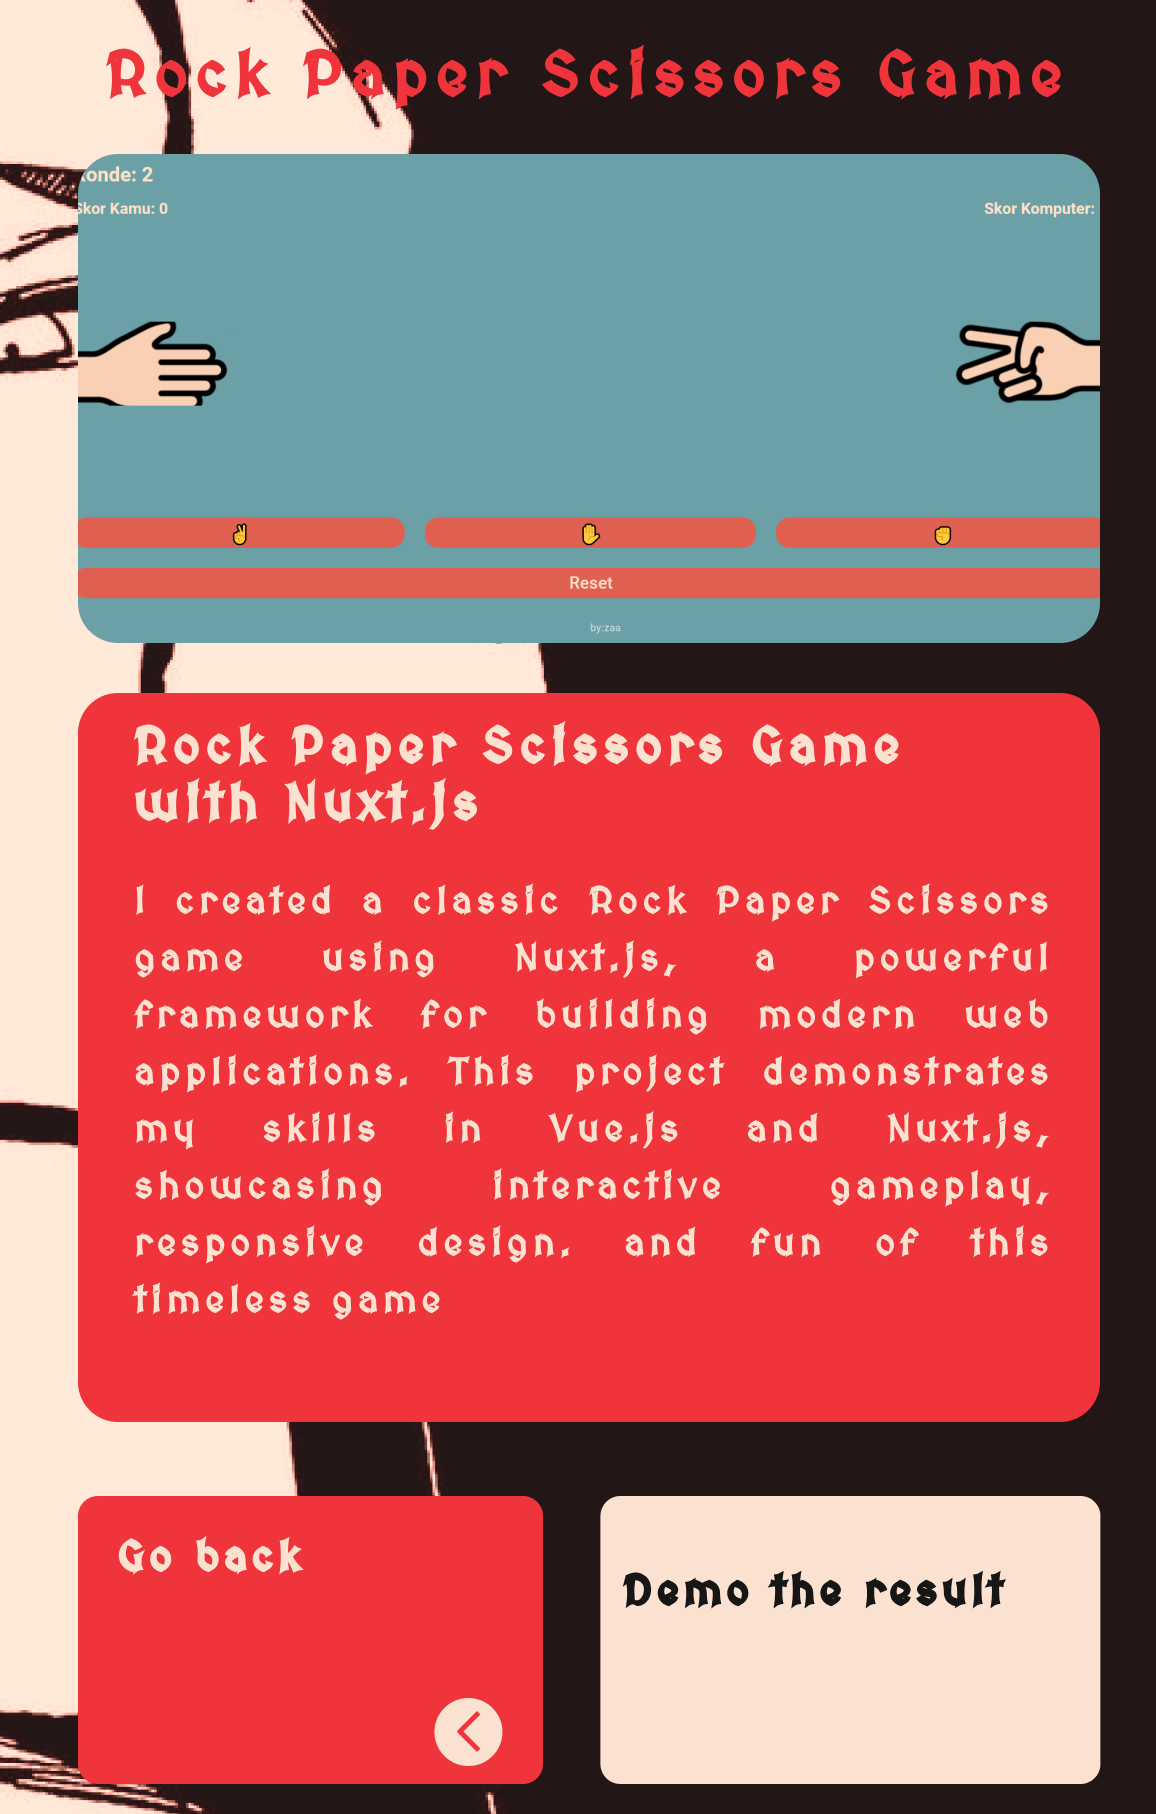 Rock Paper Scissors Game
onde: 2
Skor Kamu: 0
Skor Komputer:
Reset
by:zaa
Rock Paper Scissors Game
with Nuxt.js
I created a classic Rock Paper Scissors
game using Nuxt.js, a powerful
framework for building modern web
applications. This project demonstrates
my skills in Vue.js and Nuxt.js,
showcasing interactive gameplay,
responsive design. and fun of this
timeless game
Go back
Demo the result